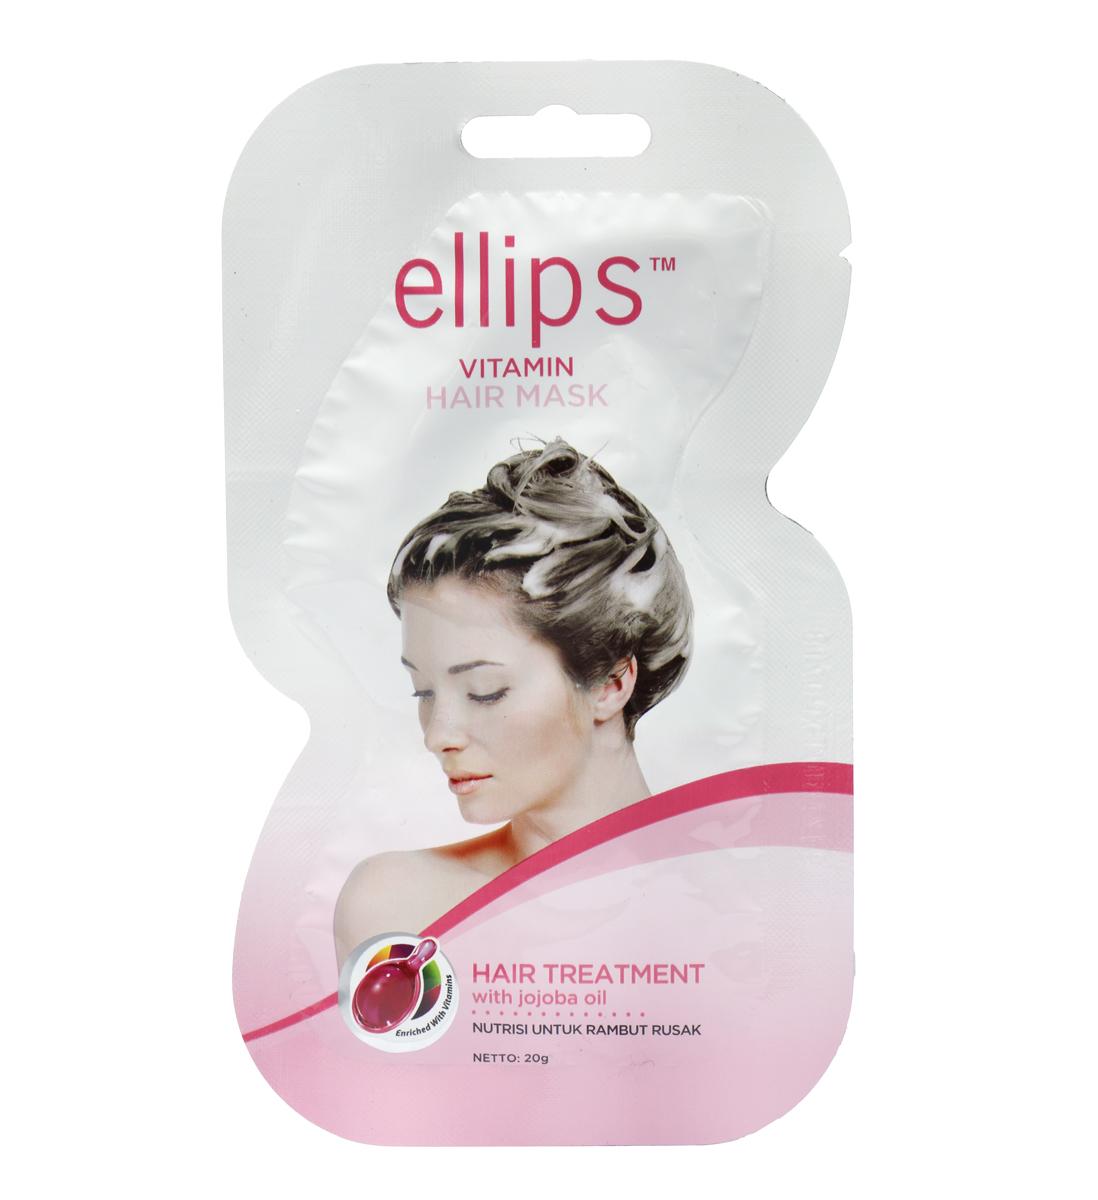 ellips™
VITAMIN
HAIR MASK
Enriched With Vitamins
HAIR TREATMENT
with jojoba oil
NUTRISI UNTUK RAMBUT RUSAK
NETTO: 20g